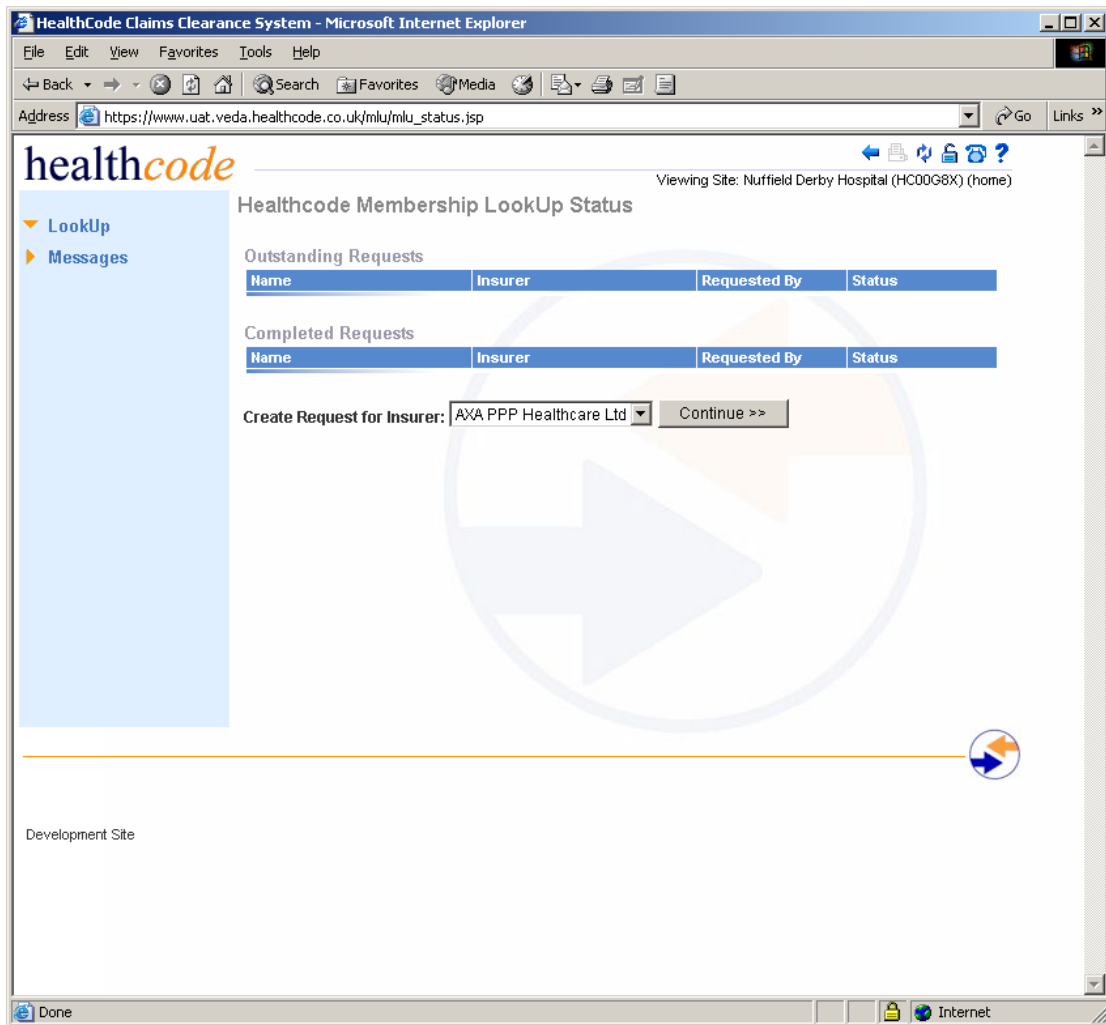 HealthCode Claims Clearance System - Microsoft Internet Explorer
File Edit View Favorites Tools Help
Back Search Favorites Media
Address https://www.uat.veda.healthcode.co.uk/mlu/mlu_status.jsp Go Links »
healthcode
?
Viewing Site: Nuffield Derby Hospital (HC00G8X) (home)
Healthcode Membership LookUp Status
LookUp
Messages
Outstanding Requests
Name Insurer Requested By Status
Completed Requests
Name Insurer Requested By Status
Create Request for Insurer: AXA PPP Healthcare Ltd Continue >>
Development Site
Done Internet